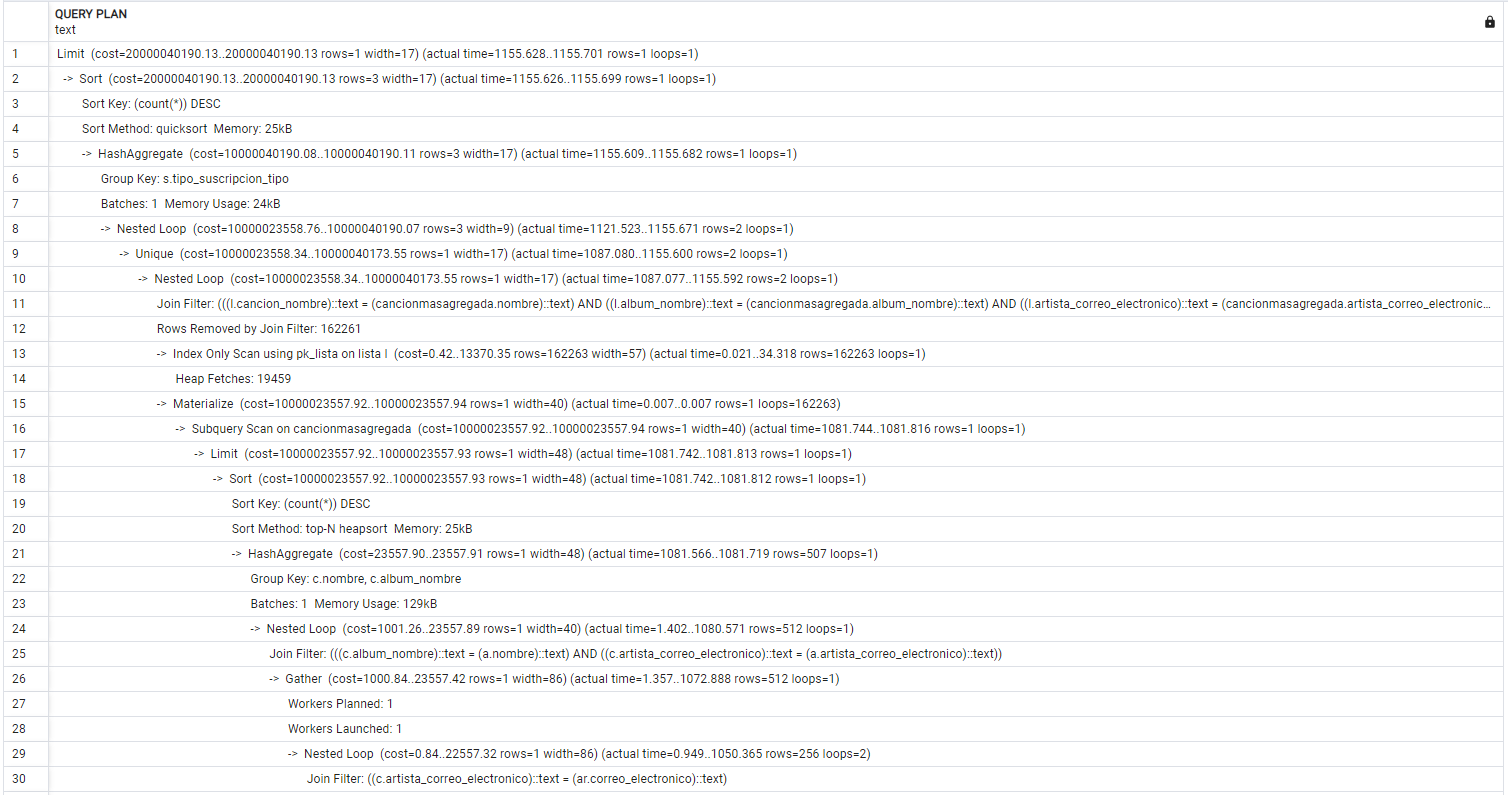 QUERY PLAN
text
1 Limit (cost=20000040190.13..20000040190.13 rows=1 width=17) (actual time=1155.628..1155.701 rows=1 loops=1)
2 -> Sort (cost=20000040190.13..20000040190.13 rows=3 width=17) (actual time=1155.626..1155.699 rows=1 loops=1)
3 Sort Key: (count(*)) DESC
4 Sort Method: quicksort Memory: 25kB
5 -> HashAggregate (cost=10000040190.08..10000040190.11 rows=3 width=17) (actual time=1155.609..1155.682 rows=1 loops=1)
6 Group Key: s.tipo_suscripcion_tipo
7 Batches: 1 Memory Usage: 24kB
8 -> Nested Loop (cost=10000023558.76..10000040190.07 rows=3 width=9) (actual time=1121.523..1155.671 rows=2 loops=1)
9 -> Unique (cost=10000023558.34..10000040173.55 rows=1 width=17) (actual time=1087.080..1155.600 rows=2 loops=1)
10 -> Nested Loop (cost=10000023558.34..10000040173.55 rows=1 width=17) (actual time=1087.077..1155.592 rows=2 loops=1)
11 Join Filter: (((l.cancion_nombre)::text = (cancionmasagregada.nombre)::text) AND ((l.album_nombre)::text = (cancionmasagregada.album_nombre)::text) AND ((l.artista_correo_electronico)::text = (cancionmasagregada.artista_correo_electronic...
12 Rows Removed by Join Filter: 162261
13 -> Index Only Scan using pk_lista on lista l (cost=0.42..13370.35 rows=162263 width=57) (actual time=0.021..34.318 rows=162263 loops=1)
14 Heap Fetches: 19459
15 -> Materialize (cost=10000023557.92..10000023557.94 rows=1 width=40) (actual time=0.007..0.007 rows=1 loops=162263)
16 -> Subquery Scan on cancionmasagregada (cost=10000023557.92..10000023557.94 rows=1 width=40) (actual time=1081.744..1081.816 rows=1 loops=1)
17 -> Limit (cost=10000023557.92..10000023557.93 rows=1 width=48) (actual time=1081.742..1081.813 rows=1 loops=1)
18 -> Sort (cost=10000023557.92..10000023557.93 rows=1 width=48) (actual time=1081.742..1081.812 rows=1 loops=1)
19 Sort Key: (count(*)) DESC
20 Sort Method: top-N heapsort Memory: 25kB
21 -> HashAggregate (cost=23557.90..23557.91 rows=1 width=48) (actual time=1081.566..1081.719 rows=507 loops=1)
22 Group Key: c.nombre, c.album_nombre
23 Batches: 1 Memory Usage: 129kB
24 -> Nested Loop (cost=1001.26..23557.89 rows=1 width=40) (actual time=1.402..1080.571 rows=512 loops=1)
25 Join Filter: (((c.album_nombre)::text = (a.nombre)::text) AND ((c.artista_correo_electronico)::text = (a.artista_correo_electronico)::text))
26 -> Gather (cost=1000.84..23557.42 rows=1 width=86) (actual time=1.357..1072.888 rows=512 loops=1)
27 Workers Planned: 1
28 Workers Launched: 1
29 -> Nested Loop (cost=0.84..22557.32 rows=1 width=86) (actual time=0.949..1050.365 rows=256 loops=2)
30 Join Filter: ((c.artista_correo_electronico)::text = (ar.correo_electronico)::text)